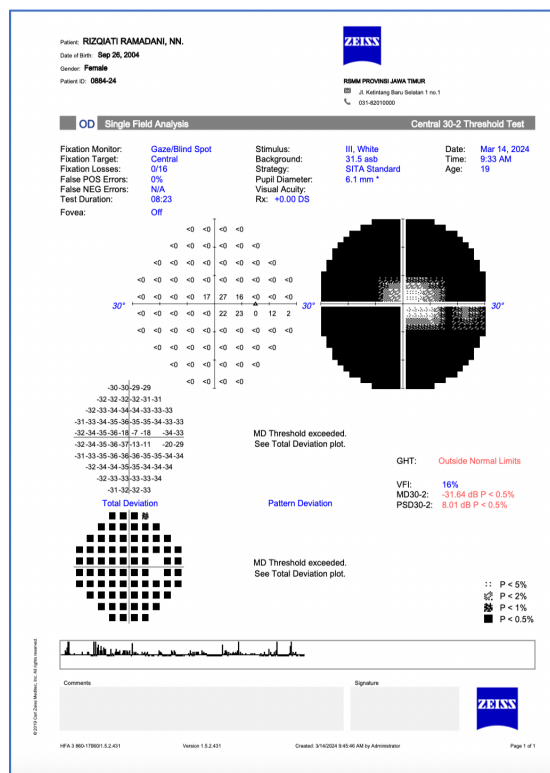 Patient: RIZQIATI RAMADANI, NN.
Date of Birth: Sep 26, 2004
Gender: Female
Patient ID: 0884-24
ZEISS
RSMM PROVINSI JAWA TIMUR
Jl. Ketintang Baru Selatan 1 no.1
031-82010000
OD Single Field Analysis Central 30-2 Threshold Test
Fixation Monitor: Gaze/Blind Spot Stimulus: III, White Date: Mar 14, 2024
Fixation Target: Central Background: 31.5 asb Time: 9:33 AM
Fixation Losses: 0/16 Strategy: SITA Standard Age: 19
False POS Errors: 0% Pupil Diameter: 6.1 mm *
False NEG Errors: N/A Visual Acuity:
Test Duration: 08:23 Rx: +0.00 DS
Fovea: Off
<0 <0 <0 <0
<0 <0 <0 <0 <0 <0
<0 <0 <0 <0 <0 <0 <0 <0
<0 <0 <0 <0 <0 <0 <0 <0 <0 <0
<0 <0 <0 <0 17 27 16 <0 <0 <0
30° 30° 30°
<0 <0 <0 <0 <0 22 23 0 12 2
<0 <0 <0 <0 <0 <0 <0 <0 <0 <0
<0 <0 <0 <0 <0 <0 <0 <0
<0 <0 <0 <0 <0 <0
<0 <0 <0 <0
-30 -30 -29 -29
-32 -32 -32 -32 -31 -31
-32 -33 -34 -34 -34 -33 -33 -33
-31 -33 -34 -35 -36 -35 -35 -34 -33 -33
-32 -34 -35 -36 -18 -7 -18 -34 -33
-32 -34 -35 -36 -37 -13 -11 -20 -29
-31 -33 -35 -36 -36 -36 -35 -35 -34 -34
-32 -34 -34 -35 -35 -34 -34
-32 -33 -33 -33 -34 -34
-31 -32 -32 -33
MD Threshold exceeded.
See Total Deviation plot.
GHT: Outside Normal Limits
VFI: 16%
MD30-2: -31.64 dB P < 0.5%
PSD30-2: 8.01 dB P < 0.5%
Total Deviation Pattern Deviation
MD Threshold exceeded.
See Total Deviation plot.
P < 5%
P < 2%
P < 1%
P < 0.5%
Comments Signature
ZEISS
©2019 Carl Zeiss Meditec, Inc. All rights reserved.
HFA 3 860-17060/1.5.2.431 Version 1.5.2.431 Created: 3/14/2024 9:45:46 AM by Administrator Page 1 of 1